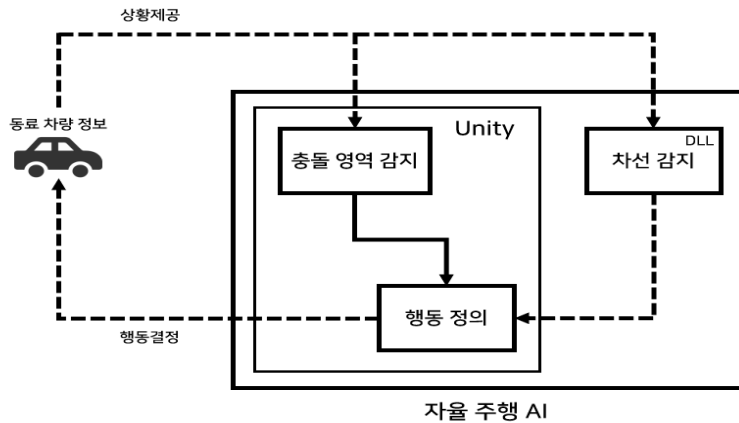 상황제공
동료 차량 정보
Unity
충돌 영역 감지
DLL
차선 감지
행동 정의
행동결정
자율 주행 AI